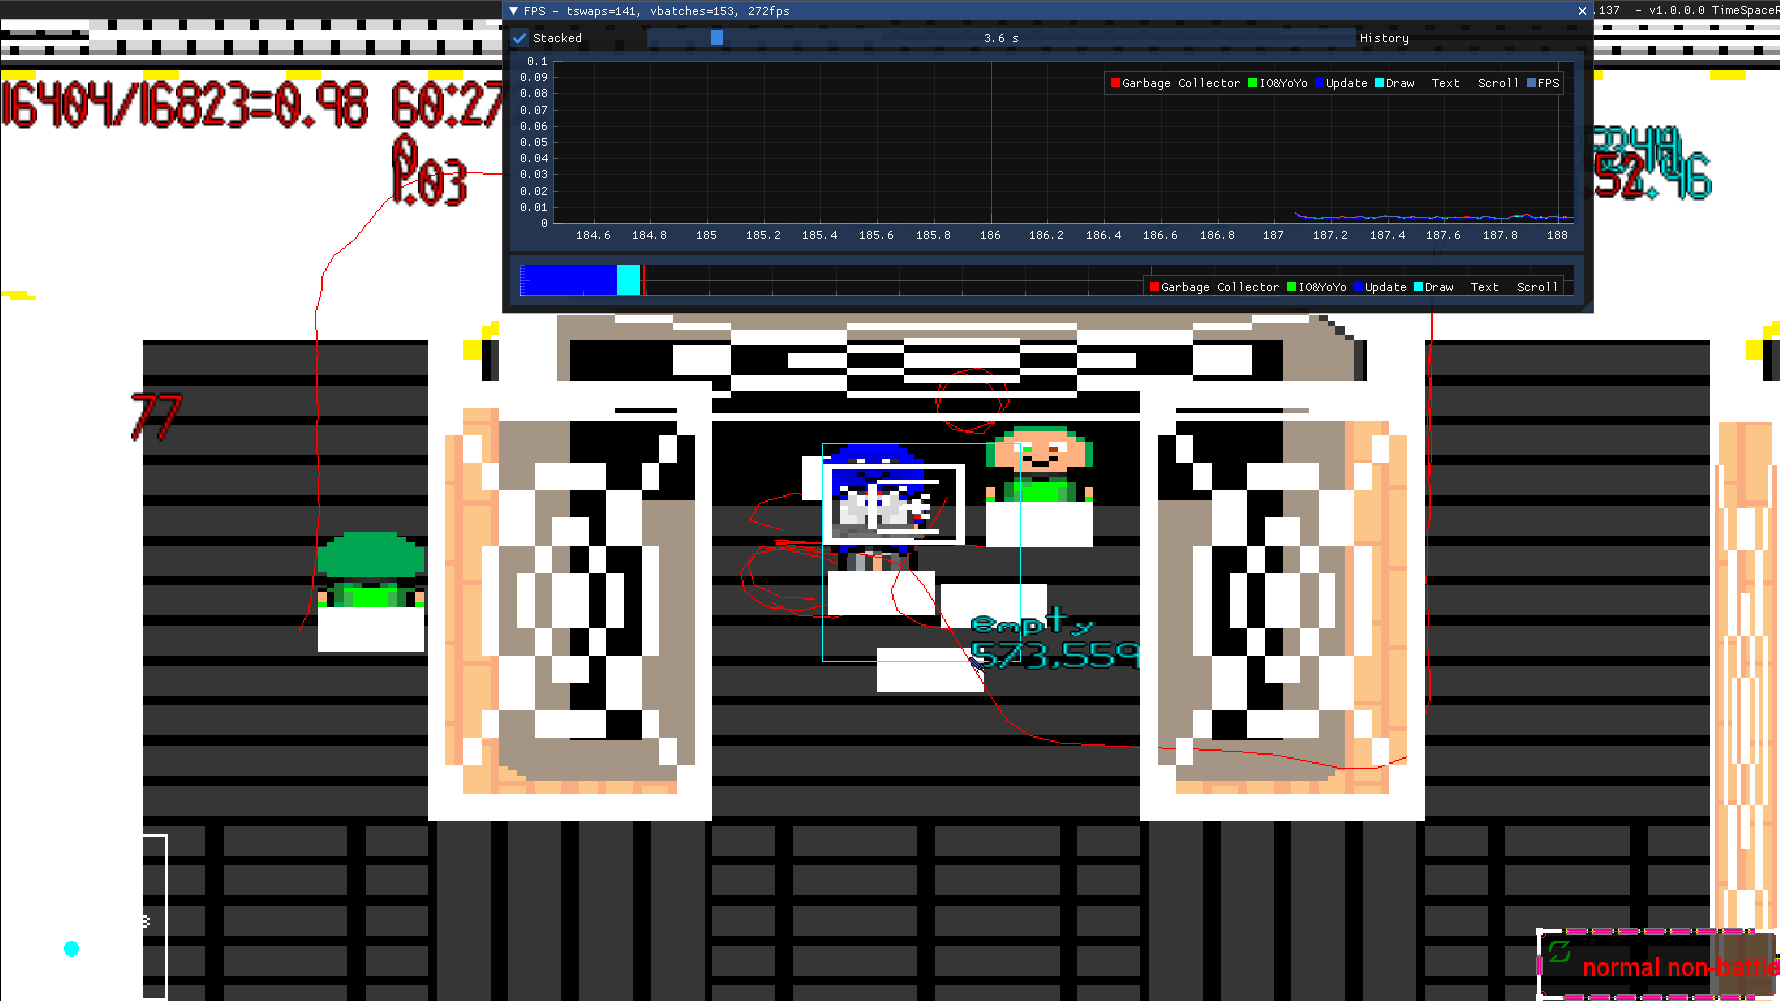 FPS - tswaps=141, vbatches=153, 272fps
.137 - v1.0.0.0 TimeSpaceR
Stacked
3.6 s
History
0.1
0.09
0.08
0.07
0.06
0.05
0.04
0.03
0.02
0.01
0
Garbage Collector IO&YoYo Update Draw Text Scroll FPS
184.6 184.8 185 185.2 185.4 185.6 185.8 186 186.2 186.4 186.6 186.8 187 187.2 187.4 187.6 187.8 188
Garbage Collector IO&YoYo Update Draw Text Scroll
16404/16823=0.98 60:27
.03
.52
.46
77
empty
573,559
normal non-battle